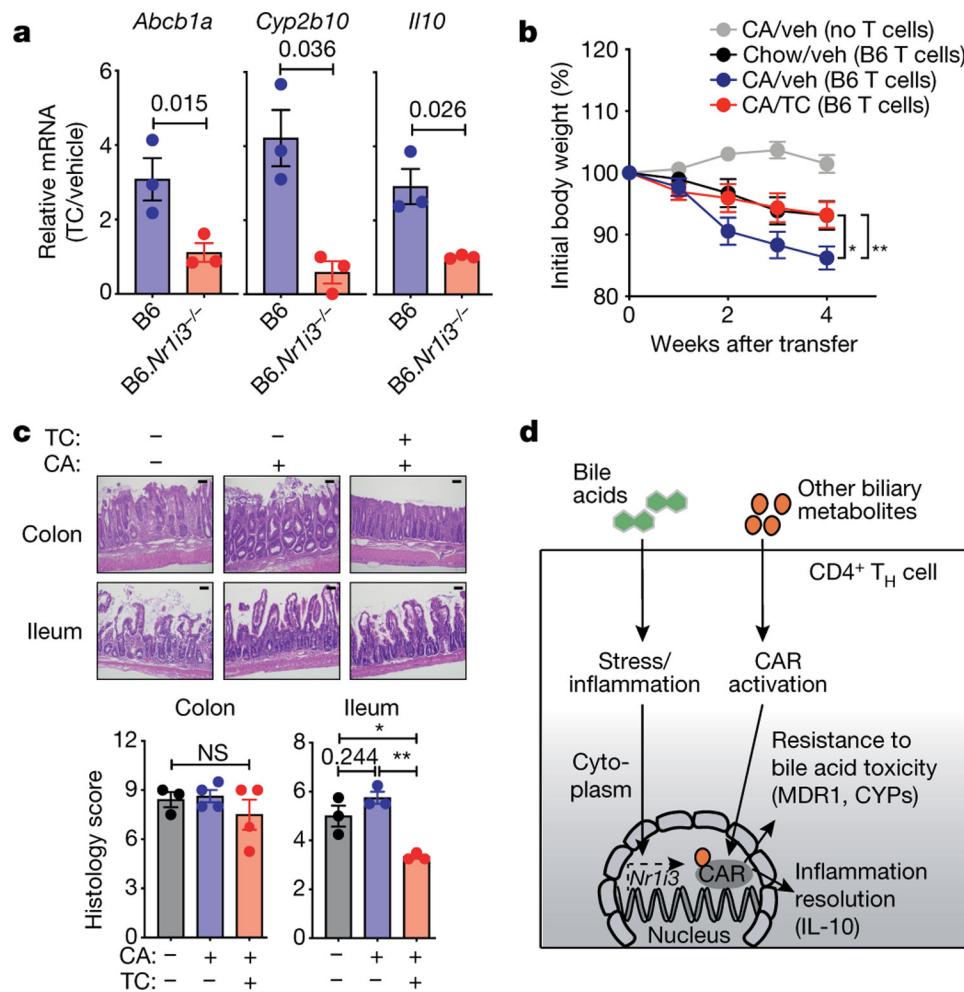 a
Abcb1a
Cyp2b10
Il10
Relative mRNA
(TC/vehicle)
6
4
2
0
0.015
0.036
0.026
B6
B6.Nr1i3–/–
B6
B6.Nr1i3–/–
B6
B6.Nr1i3–/–
b
CA/veh (no T cells)
Chow/veh (B6 T cells)
CA/veh (B6 T cells)
CA/TC (B6 T cells)
Initial body weight (%)
120
110
100
90
80
* **
0 2 4
Weeks after transfer
c
TC: – – +
CA: – + +
Colon
Ileum
Colon
Histology score
12
9
6
3
0
NS
CA: – + +
TC: – – +
Ileum
8
6
4
2
0
*
0.244 **
– + +
– – +
d
Bile
acids
Other biliary
metabolites
CD4+ TH cell
Stress/
inflammation
CAR
activation
Cyto-
plasm
Resistance to
bile acid toxicity
(MDR1, CYPs)
Nr1i3
CAR
Nucleus
Inflammation
resolution
(IL-10)